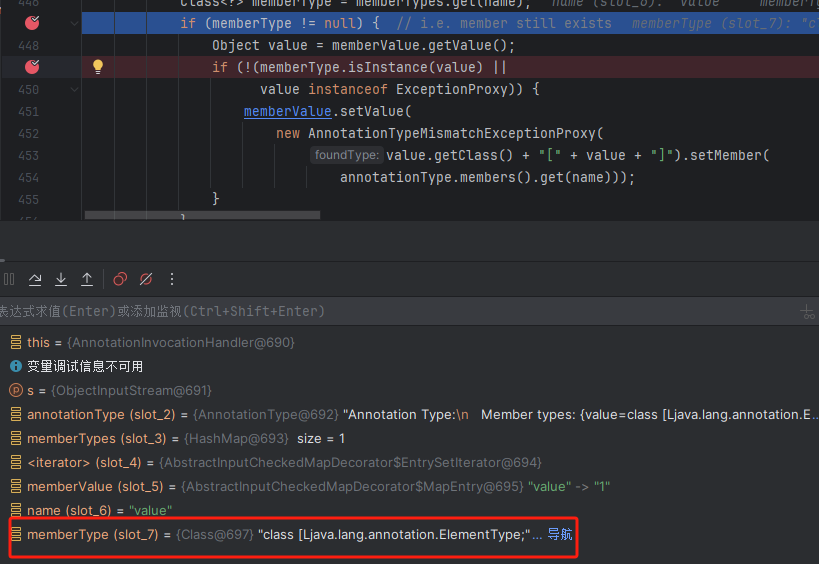 Class<?> memberType = memberTypes.get(name); name (slot_6): "value"
if (memberType != null) { // i.e. member still exists memberType (slot_7): "c
448 Object value = memberValue.getValue();
if (!(memberType.isInstance(value) ||
450 value instanceof ExceptionProxy)) {
451 memberValue.setValue(
452 new AnnotationTypeMismatchExceptionProxy(
453 foundType: value.getClass() + "[" + value + "]").setMember(
454 annotationType.members().get(name)));
455 }
}
表达式求值(Enter)或添加监视(Ctrl+Shift+Enter)
this = {AnnotationInvocationHandler@690}
变量调试信息不可用
p s = {ObjectInputStream@691}
annotationType (slot_2) = {AnnotationType@692} "Annotation Type:\n Member types: {value=class [Ljava.lang.annotation.E...
memberTypes (slot_3) = {HashMap@693} size = 1
<iterator> (slot_4) = {AbstractInputCheckedMapDecorator$EntrySetIterator@694}
memberValue (slot_5) = {AbstractInputCheckedMapDecorator$MapEntry@695} "value" -> "1"
name (slot_6) = "value"
memberType (slot_7) = {Class@697} "class [Ljava.lang.annotation.ElementType;"... 导航